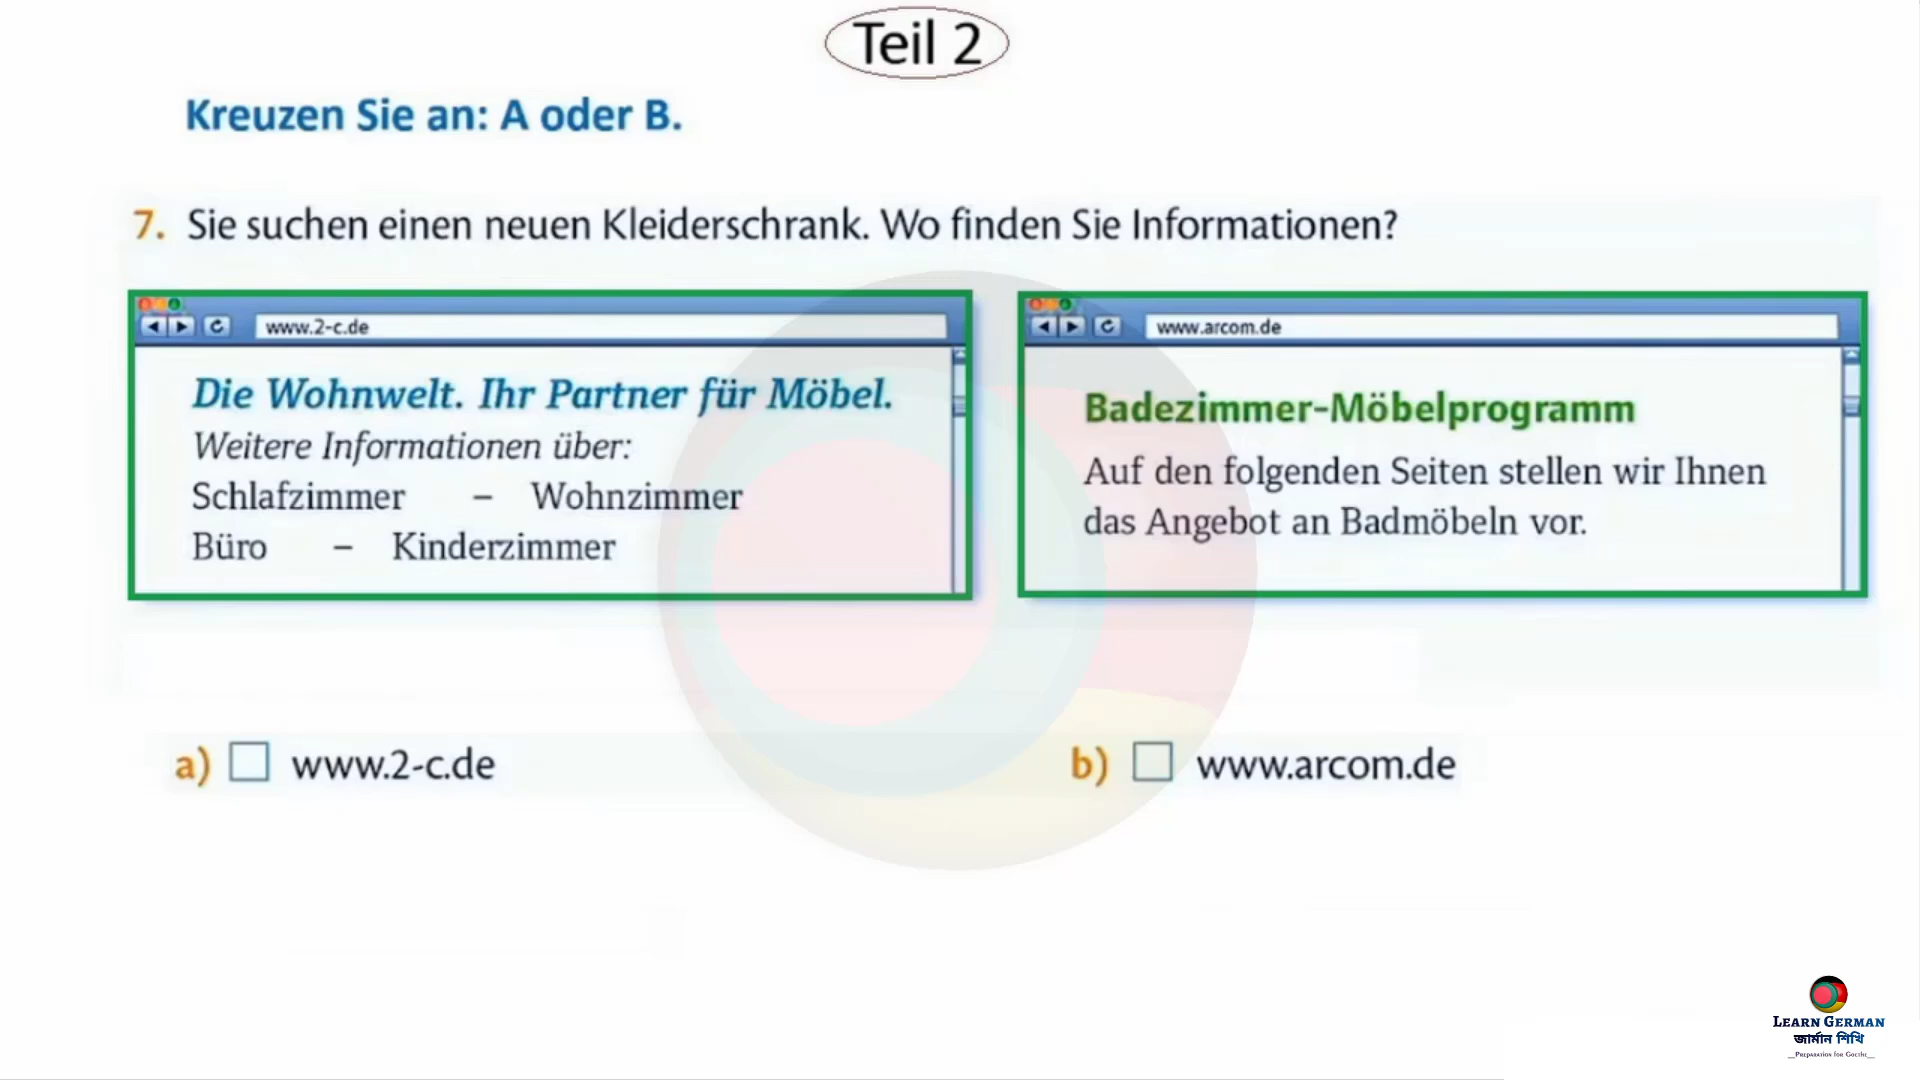 Teil 2
Kreuzen Sie an: A oder B.
7. Sie suchen einen neuen Kleiderschrank. Wo finden Sie Informationen?
www.2-c.de
Die Wohnwelt. Ihr Partner für Möbel.
Weitere Informationen über:
Schlafzimmer – Wohnzimmer
Büro – Kinderzimmer
www.arcom.de
Badezimmer-Möbelprogramm
Auf den folgenden Seiten stellen wir Ihnen
das Angebot an Badmöbeln vor.
a) www.2-c.de
b) www.arcom.de
LEARN GERMAN
জার্মান শিখি
_Preparation for Goethe_